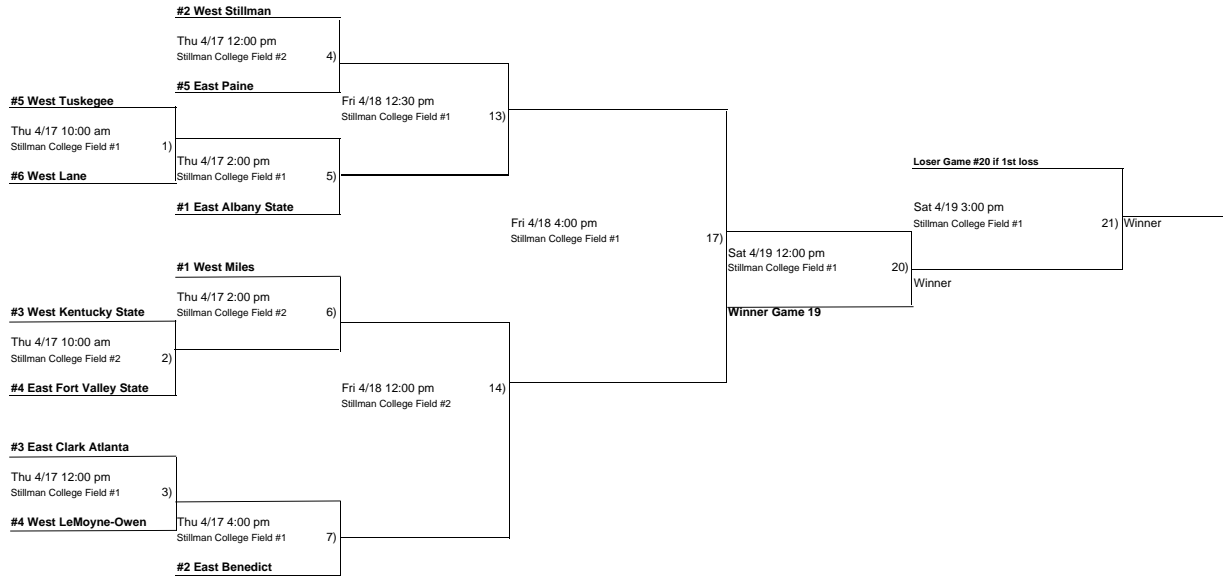 #2 West Stillman
Thu 4/17 12:00 pm
Stillman College Field #2 4)
#5 East Paine
#5 West Tuskegee
Thu 4/17 10:00 am
Stillman College Field #1 1)
#6 West Lane
Thu 4/17 2:00 pm
Stillman College Field #1 5)
#1 East Albany State
Fri 4/18 12:30 pm
Stillman College Field #1 13)
#1 West Miles
Thu 4/17 2:00 pm
Stillman College Field #2 6)
#3 West Kentucky State
Thu 4/17 10:00 am
Stillman College Field #2 2)
#4 East Fort Valley State
Fri 4/18 12:00 pm
Stillman College Field #2 14)
#3 East Clark Atlanta
Thu 4/17 12:00 pm
Stillman College Field #1 3)
#4 West LeMoyne-Owen
Thu 4/17 4:00 pm
Stillman College Field #1 7)
#2 East Benedict
Fri 4/18 4:00 pm
Stillman College Field #1 17)
Sat 4/19 12:00 pm
Stillman College Field #1 20)
Winner Game 19
Winner
Loser Game #20 if 1st loss
Sat 4/19 3:00 pm
Stillman College Field #1 21) Winner